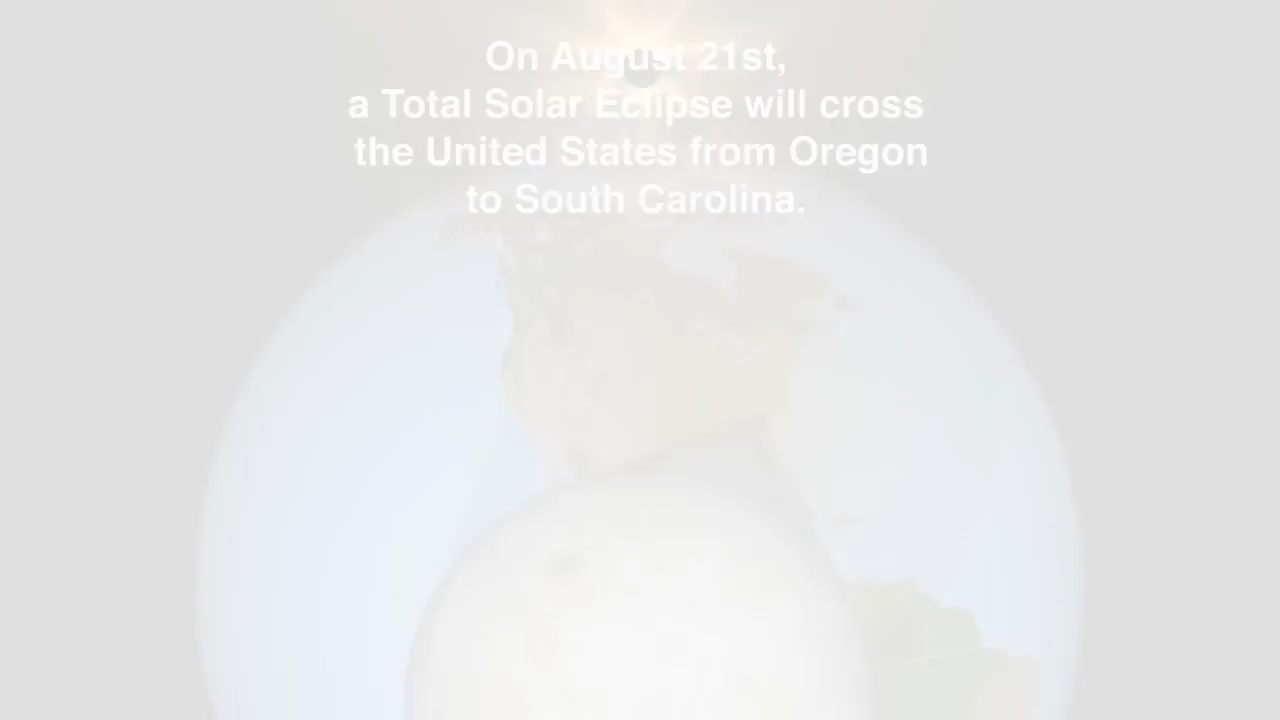 On August 21st,
a Total Solar Eclipse will cross
the United States from Oregon
to South Carolina.